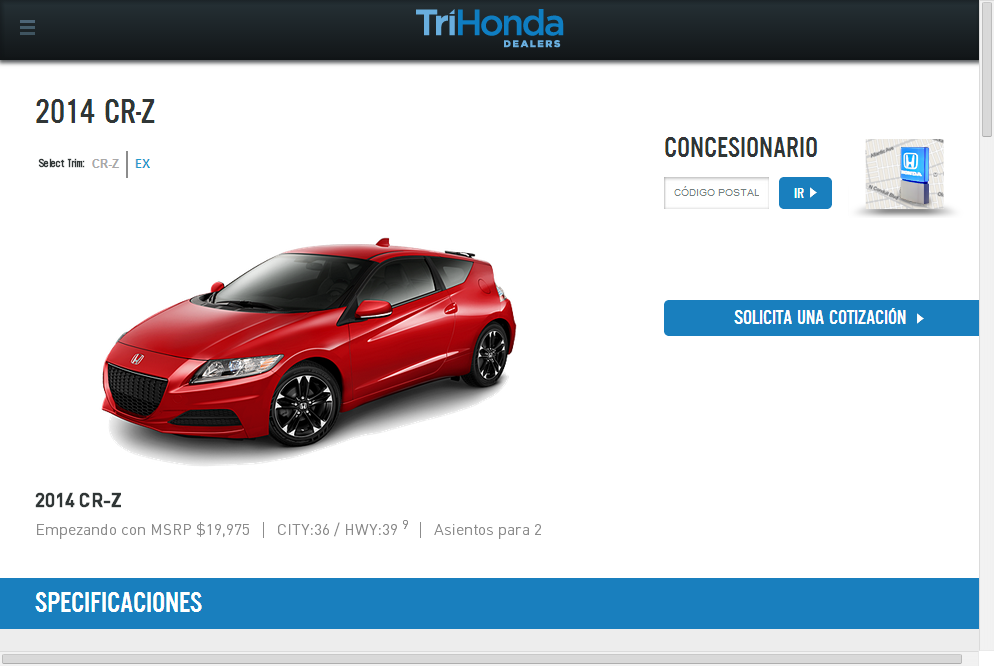 TriHonda
DEALERS
2014 CR-Z
Select Trim: CR-Z EX
CONCESIONARIO
CÓDIGO POSTAL IR
HONDA
SOLICITA UNA COTIZACIÓN
2014 CR-Z
Empezando con MSRP $19,975 | CITY:36 / HWY:39 9 | Asientos para 2
SPECIFICACIONES